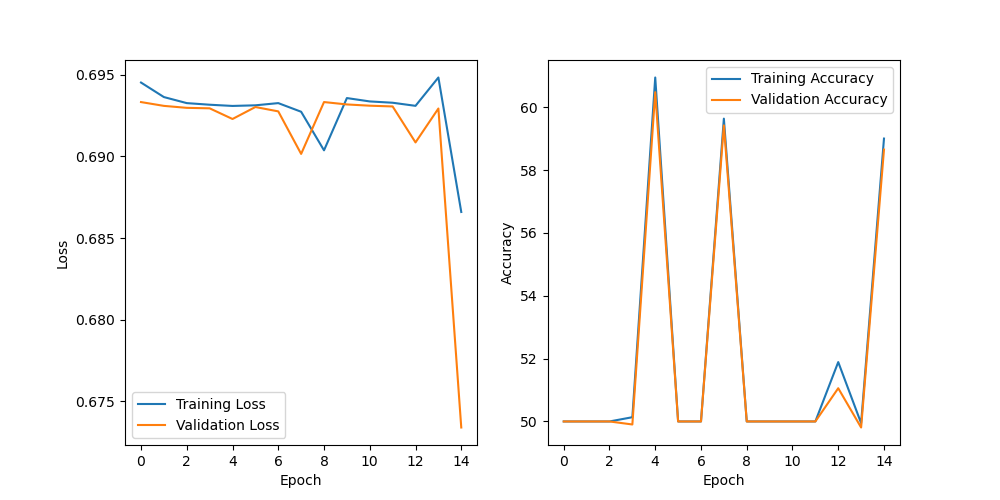 0.695
0.690
0.685
0.680
0.675
Loss
0 2 4 6 8 10 12 14
Epoch
Training Loss
Validation Loss
60
58
56
54
52
50
Accuracy
0 2 4 6 8 10 12 14
Epoch
Training Accuracy
Validation Accuracy